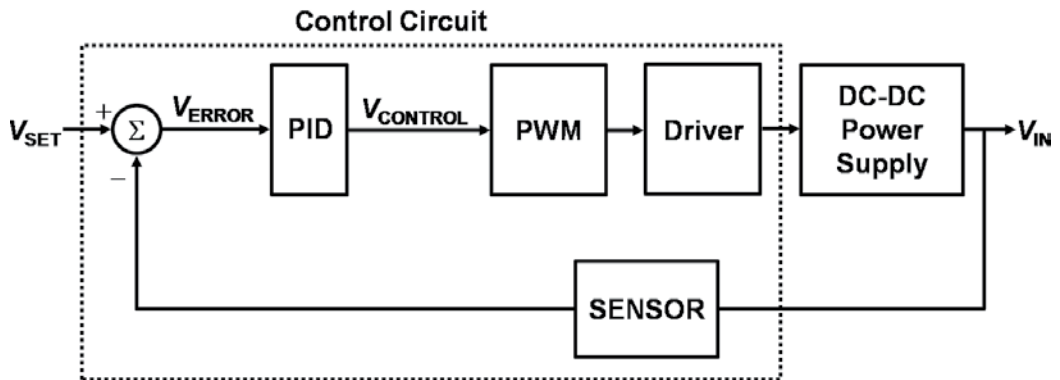 Control Circuit
+
V_SET
Σ
−
V_ERROR
PID
V_CONTROL
PWM
Driver
DC-DC
Power
Supply
V_IN
SENSOR